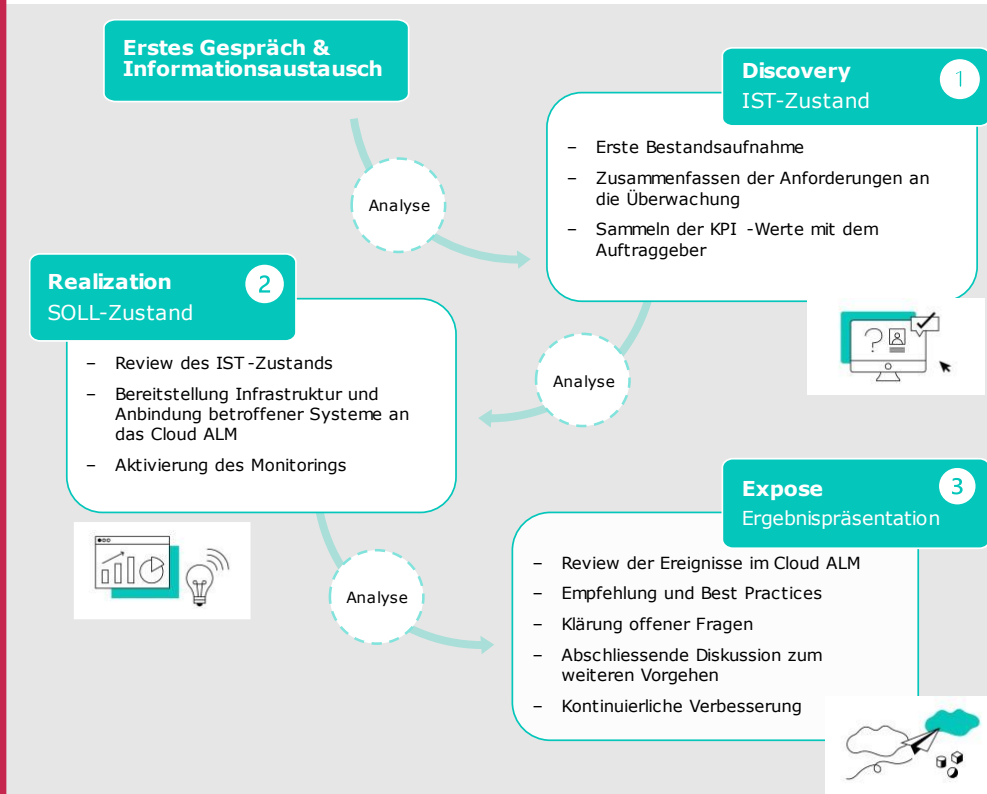 Erstes Gespräch &
Informationsaustausch
Analyse
Discovery
IST-Zustand
1
– Erste Bestandsaufnahme
– Zusammenfassen der Anforderungen an
die Überwachung
– Sammeln der KPI -Werte mit dem
Auftraggeber
?
Analyse
Realization
SOLL-Zustand
2
– Review des IST-Zustands
– Bereitstellung Infrastruktur und
Anbindung betroffener Systeme an
das Cloud ALM
– Aktivierung des Monitorings
Analyse
Expose
Ergebnispräsentation
3
– Review der Ereignisse im Cloud ALM
– Empfehlung und Best Practices
– Klärung offener Fragen
– Abschliessende Diskussion zum
weiteren Vorgehen
– Kontinuierliche Verbesserung